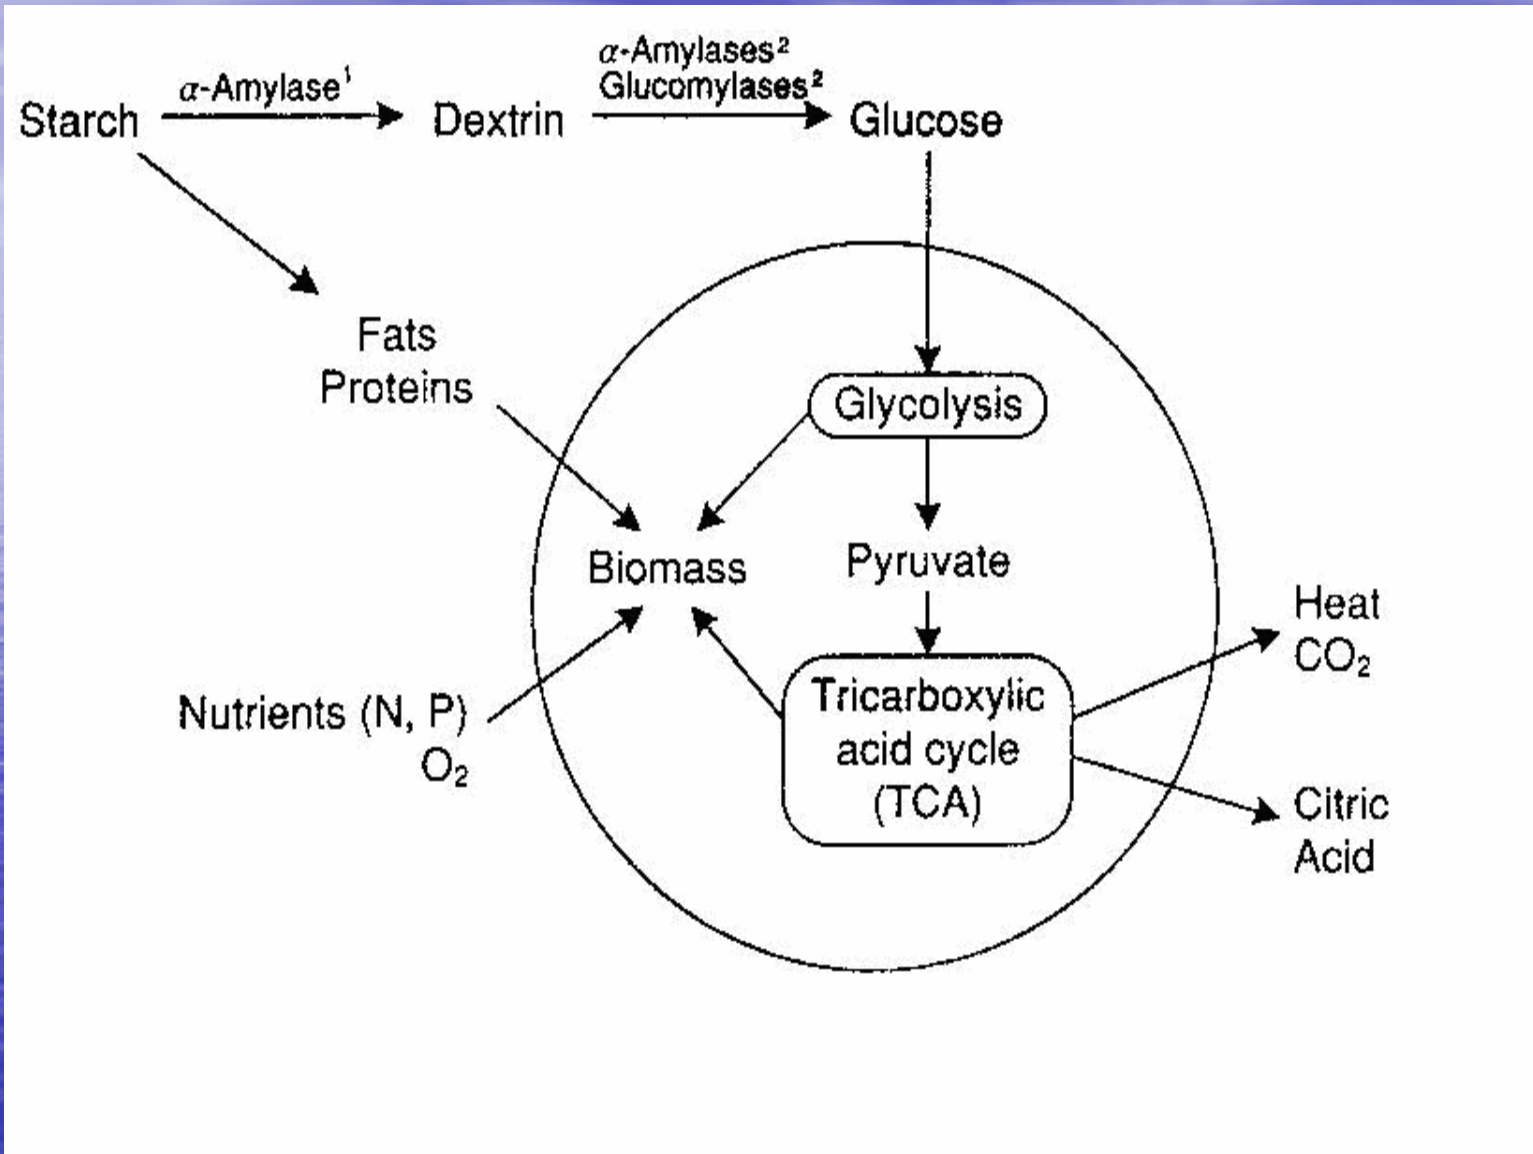 α-Amylases²
α-Amylase¹
Glucomylases²
Starch
Dextrin
Glucose
Fats
Proteins
Glycolysis
Biomass
Pyruvate
Heat
CO₂
Nutrients (N, P)
O₂
Tricarboxylic
acid cycle
(TCA)
Citric
Acid